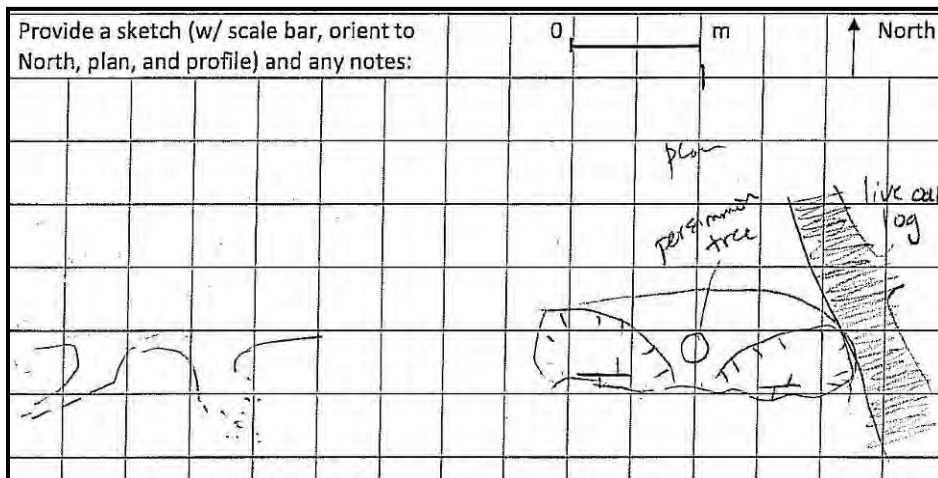 Provide a sketch (w/ scale bar, orient to
North, plan, and profile) and any notes:
0 m
North
plan
persimmon
tree
live oak
log